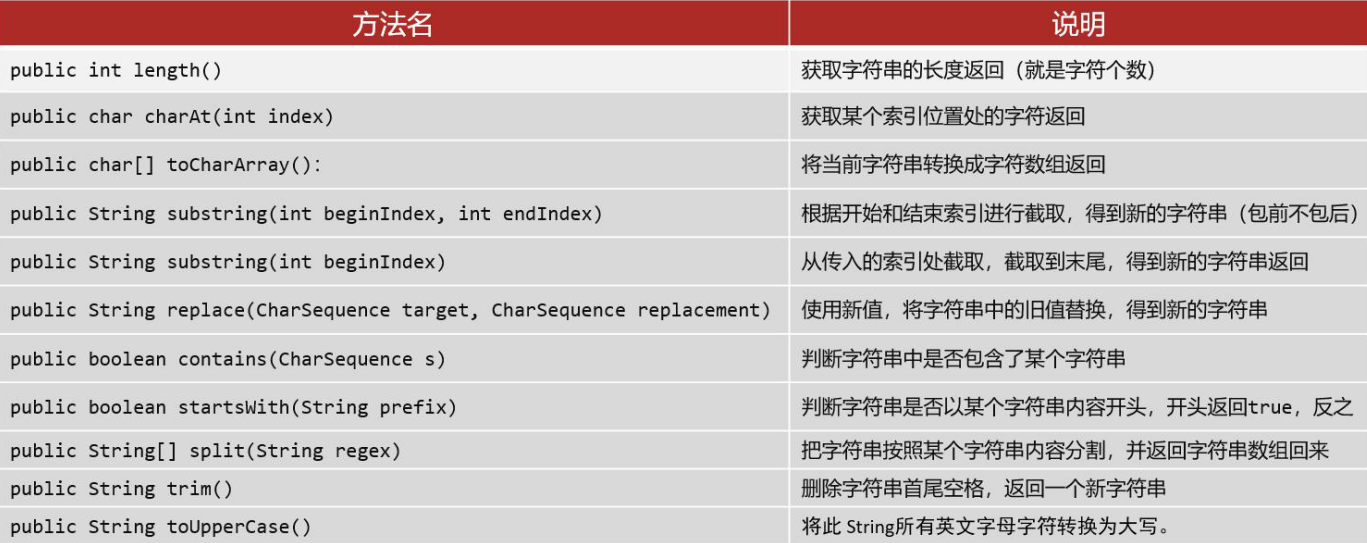 方法名 说明
public int length() 获取字符串的长度返回（就是字符个数）
public char charAt(int index) 获取某个索引位置处的字符返回
public char[] toCharArray()： 将当前字符串转换成字符数组返回
public String substring(int beginIndex, int endIndex) 根据开始和结束索引进行截取，得到新的字符串（包前不包后）
public String substring(int beginIndex) 从传入的索引处截取，截取到末尾，得到新的字符串返回
public String replace(CharSequence target, CharSequence replacement) 使用新值，将字符串中的旧值替换，得到新的字符串
public boolean contains(CharSequence s) 判断字符串中是否包含了某个字符串
public boolean startsWith(String prefix) 判断字符串是否以某个字符串内容开头，开头返回true，反之
public String[] split(String regex) 把字符串按照某个字符串内容分割，并返回字符串数组回来
public String trim() 删除字符串首尾空格，返回一个新字符串
public String toUpperCase() 将此 String所有英文字母字符转换为大写。